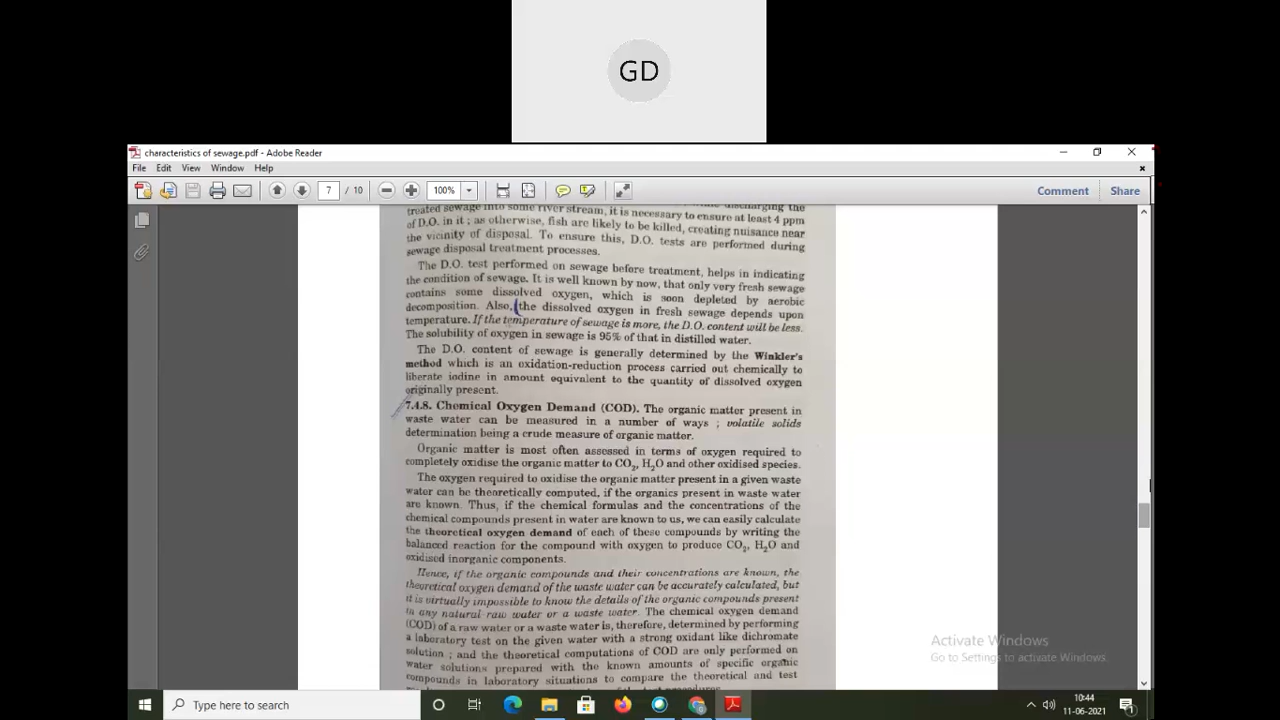 GD
characteristics of sewage.pdf - Adobe Reader
File Edit View Window Help
7 / 10 100% Comment Share
discharging the
treated sewage into some river stream, it is necessary to ensure at least 4 ppm
of D.O. in it ; as otherwise, fish are likely to be killed, creating nuisance near
the vicinity of disposal. To ensure this, D.O. tests are performed during
sewage disposal treatment processes.
The D.O. test performed on sewage before treatment, helps in indicating
the condition of sewage. It is well known by now, that only very fresh sewage
contains some dissolved oxygen, which is soon depleted by aerobic
decomposition. Also, (the dissolved oxygen in fresh sewage depends upon
temperature. If the temperature of sewage is more, the D.O. content will be less.
The solubility of oxygen in sewage is 95% of that in distilled water.
The D.O. content of sewage is generally determined by the Winkler's
method which is an oxidation-reduction process carried out chemically to
liberate iodine in amount equivalent to the quantity of dissolved oxygen
originally present.
7.4.8. Chemical Oxygen Demand (COD). The organic matter present in
waste water can be measured in a number of ways ; volatile solids
determination being a crude measure of organic matter.
Organic matter is most often assessed in terms of oxygen required to
completely oxidise the organic matter to CO₂, H₂O and other oxidised species.
The oxygen required to oxidise the organic matter present in a given waste
water can be theoretically computed, if the organics present in waste water
are known. Thus, if the chemical formulas and the concentrations of the
chemical compounds present in water are known to us, we can easily calculate
the theoretical oxygen demand of each of these compounds by writing the
balanced reaction for the compound with oxygen to produce CO₂, H₂O and
oxidised inorganic components.
Hence, if the organic compounds and their concentrations are known, the
theoretical oxygen demand of the waste water can be accurately calculated, but
it is virtually impossible to know the details of the organic compounds present
in any natural raw water or a waste water. The chemical oxygen demand
(COD) of a raw water or a waste water is, therefore, determined by performing
a laboratory test on the given water with a strong oxidant like dichromate
solution ; and the theoretical computations of COD are only performed on
water solutions prepared with the known amounts of specific organic
compounds in laboratory situations to compare the theoretical and test
Activate Windows
Go to Settings to activate Windows.
Type here to search
10:44
11-06-2021
1